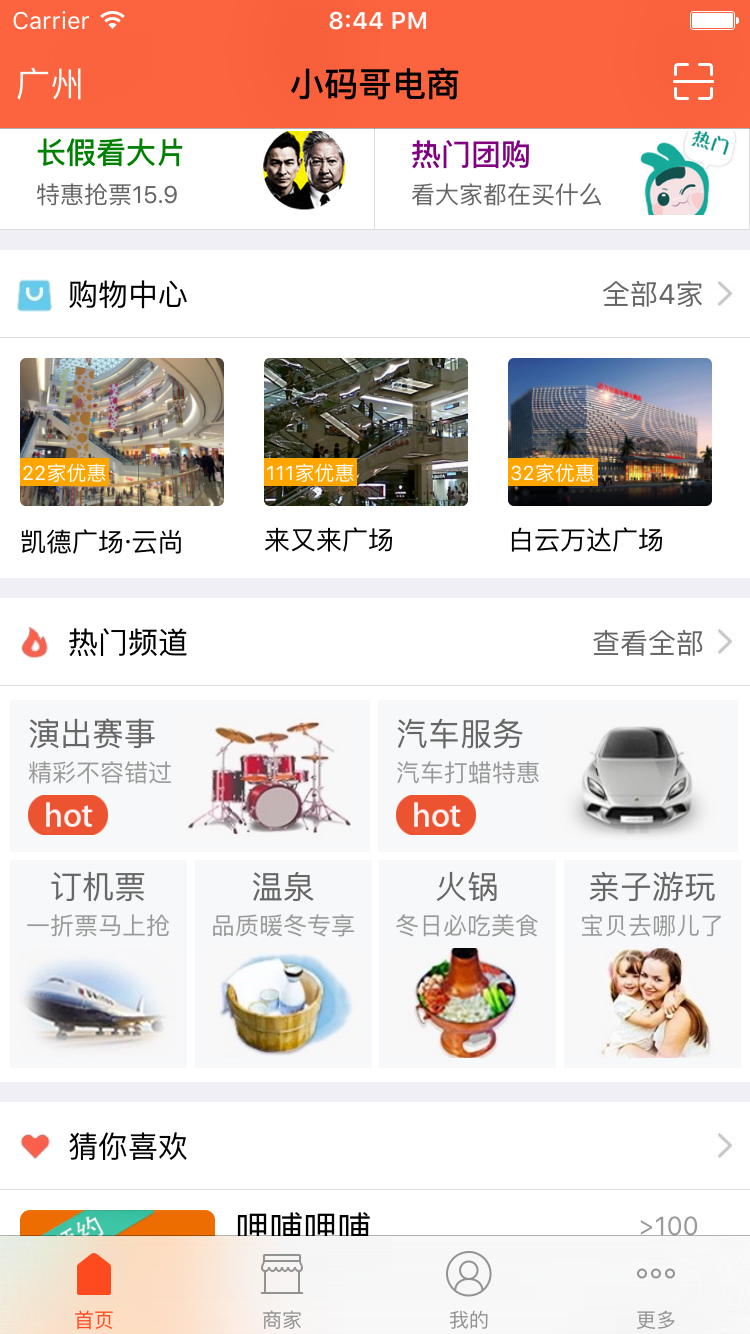 Carrier 8:44 PM
广州 小码哥电商
长假看大片
特惠抢票15.9
热门团购
看大家都在买什么
热门
购物中心 全部4家
22家优惠
111家优惠
32家优惠
凯德广场·云尚
来又来广场
白云万达广场
热门频道 查看全部
演出赛事
精彩不容错过
hot
汽车服务
汽车打蜡特惠
hot
订机票
一折票马上抢
温泉
品质暖冬专享
火锅
冬日必吃美食
亲子游玩
宝贝去哪儿了
猜你喜欢
呷哺呷哺 >100
首页 商家 我的 更多